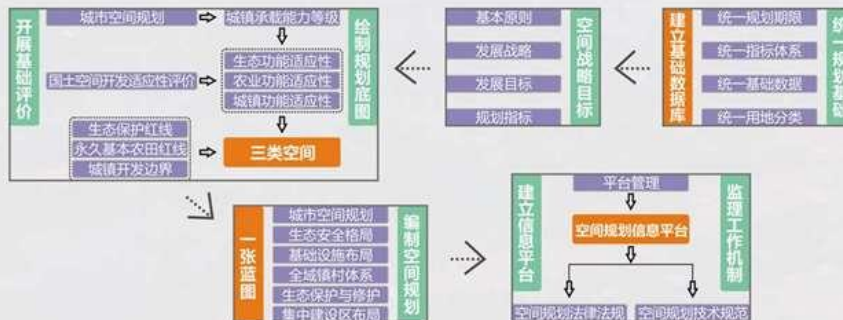 开展基础评价
城市空间规划
城镇承载能力等级
生态功能适应性
国土空间开发适应性评价
农业功能适应性
城镇功能适应性
生态保护红线
永久基本农田红线
城镇开发边界
三类空间
绘制规划底图
基本原则
发展战略
发展目标
规划指标
空间战略目标
建立基础数据库
统一规划期限
统一指标体系
统一基础数据
统一用地分类
统一规划基础
一张蓝图
城市空间规划
生态安全格局
基础设施布局
全域镇村体系
生态保护与修护
集中建设区布局
编制空间规划
建立信息平台
平台管理
空间规划信息平台
空间规划法律法规
空间规划技术规范
监理工作机制